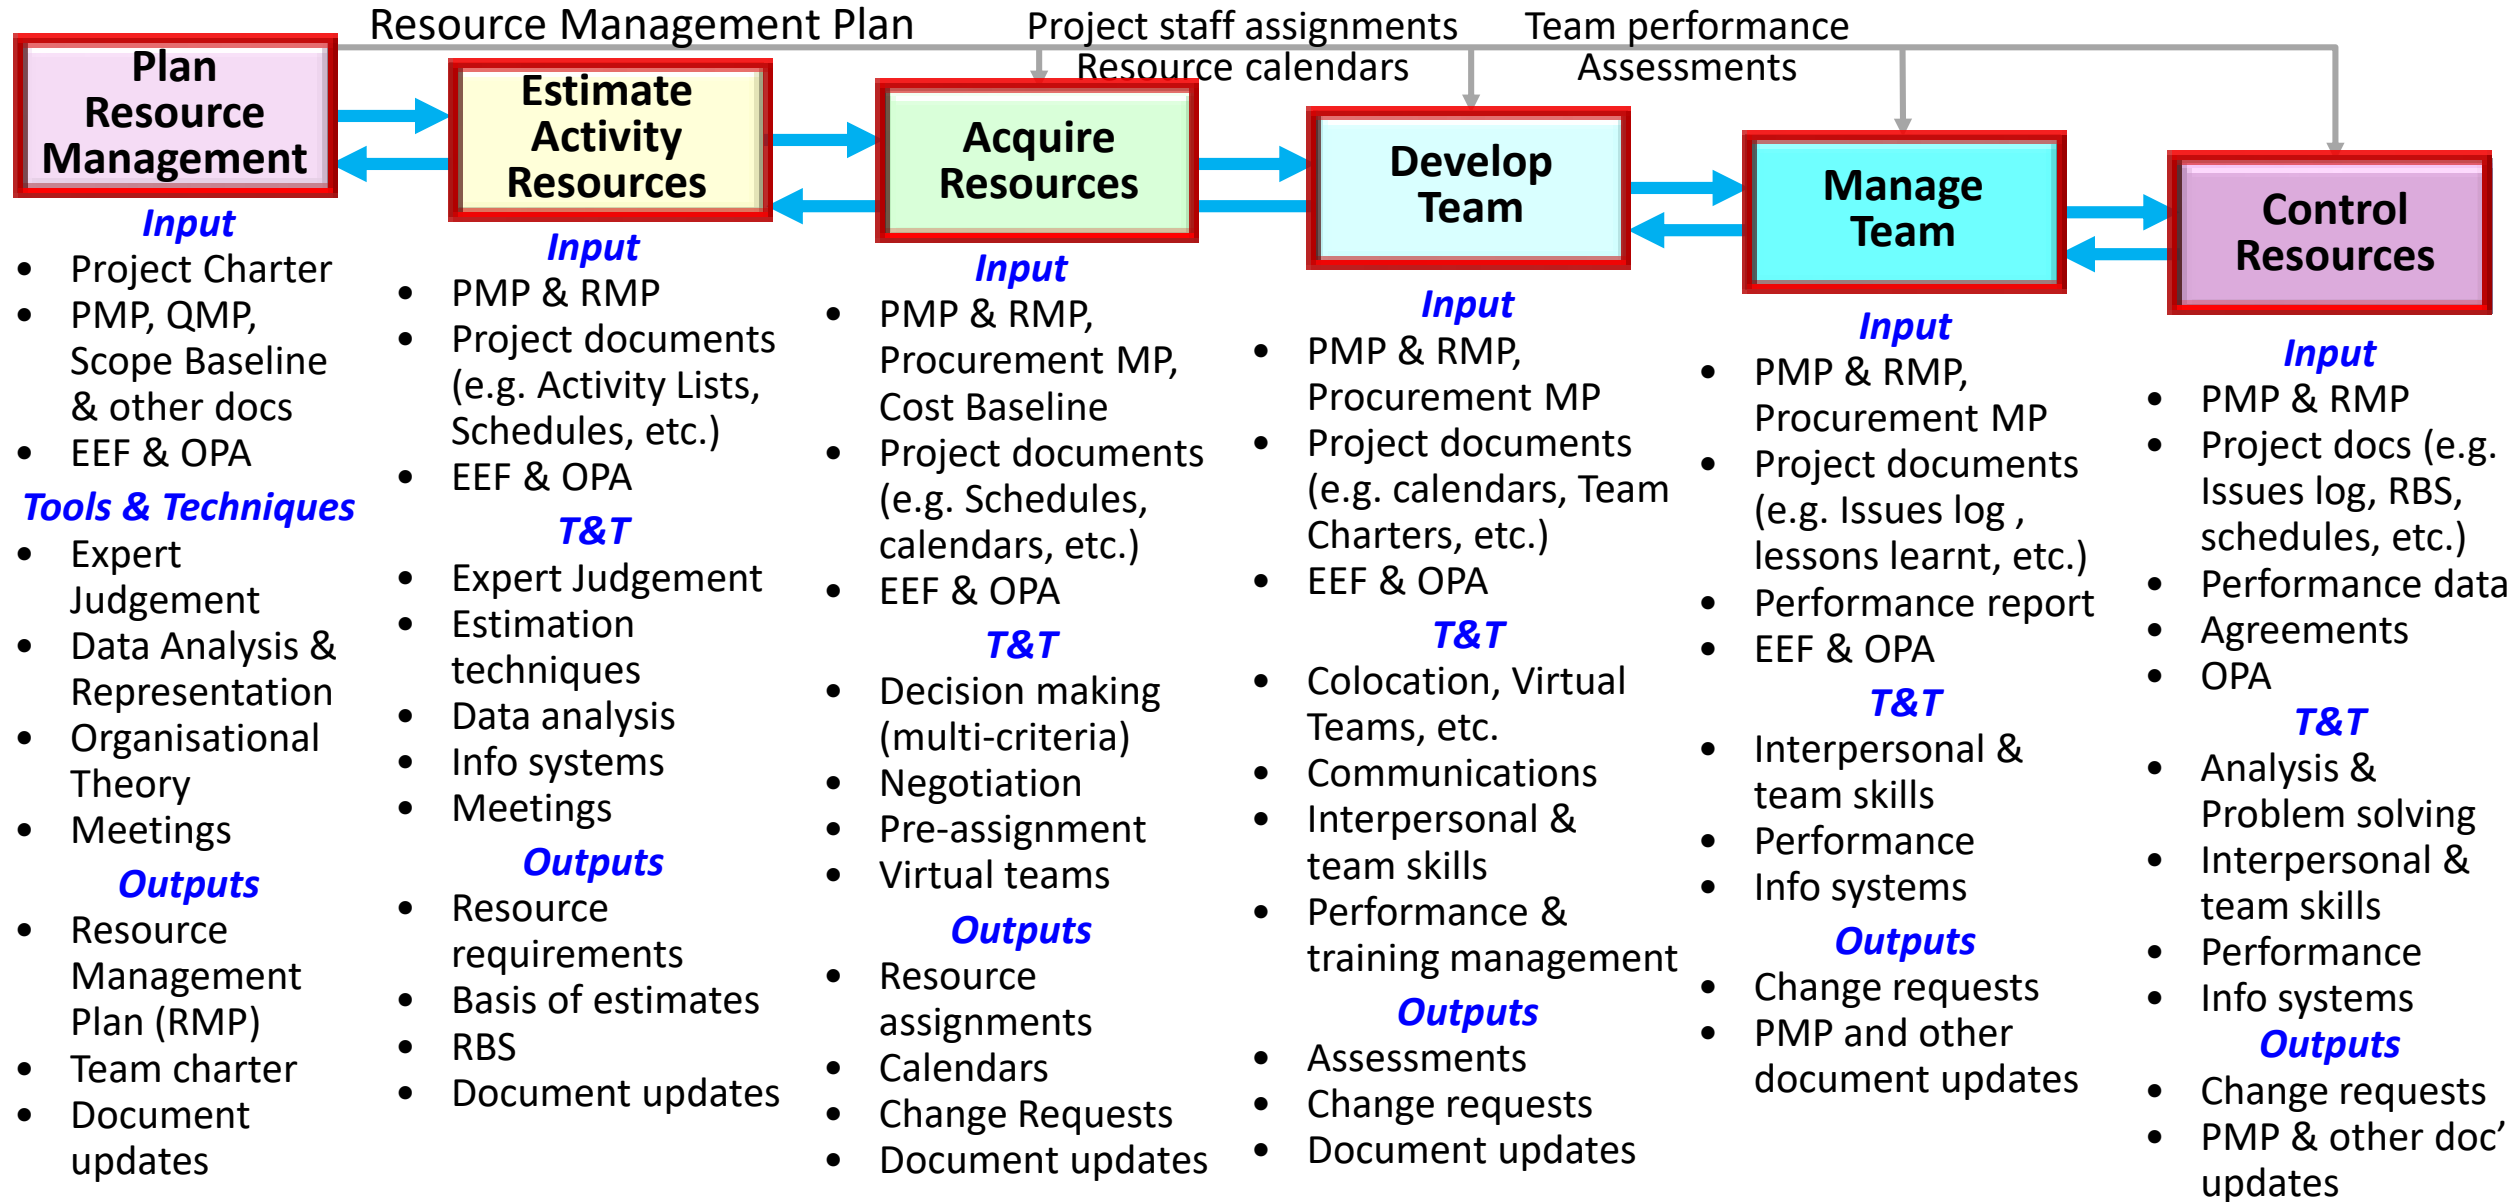 Resource Management Plan
Project staff assignments
Resource calendars
Team performance
Assessments
Plan
Resource
Management
Input
• Project Charter
• PMP, QMP,
Scope Baseline
& other docs
• EEF & OPA
Tools & Techniques
• Expert
Judgement
• Data Analysis &
Representation
• Organisational
Theory
• Meetings
Outputs
• Resource
Management
Plan (RMP)
• Team charter
• Document
updates
Estimate
Activity
Resources
Input
• PMP & RMP
• Project documents
(e.g. Activity Lists,
Schedules, etc.)
• EEF & OPA
T&T
• Expert Judgement
• Estimation
techniques
• Data analysis
• Info systems
• Meetings
Outputs
• Resource
requirements
• Basis of estimates
• RBS
• Document updates
Acquire
Resources
Input
• PMP & RMP,
Procurement MP,
Cost Baseline
• Project documents
(e.g. Schedules,
calendars, etc.)
• EEF & OPA
T&T
• Decision making
(multi-criteria)
• Negotiation
• Pre-assignment
• Virtual teams
Outputs
• Resource
assignments
• Calendars
• Change Requests
• Document updates
Develop
Team
Input
• PMP & RMP,
Procurement MP
• Project documents
(e.g. calendars, Team
Charters, etc.)
• EEF & OPA
T&T
• Colocation, Virtual
Teams, etc.
• Communications
• Interpersonal &
team skills
• Performance &
training management
Outputs
• Assessments
• Change requests
• Document updates
Manage
Team
Input
• PMP & RMP,
Procurement MP
• Project documents
(e.g. Issues log ,
lessons learnt, etc.)
• Performance report
• EEF & OPA
T&T
• Interpersonal &
team skills
• Performance
• Info systems
Outputs
• Change requests
• PMP and other
document updates
Control
Resources
Input
• PMP & RMP
• Project docs (e.g.
Issues log, RBS,
schedules, etc.)
• Performance data
• Agreements
• OPA
T&T
• Analysis &
Problem solving
• Interpersonal &
team skills
• Performance
• Info systems
Outputs
• Change requests
• PMP & other doc’
updates